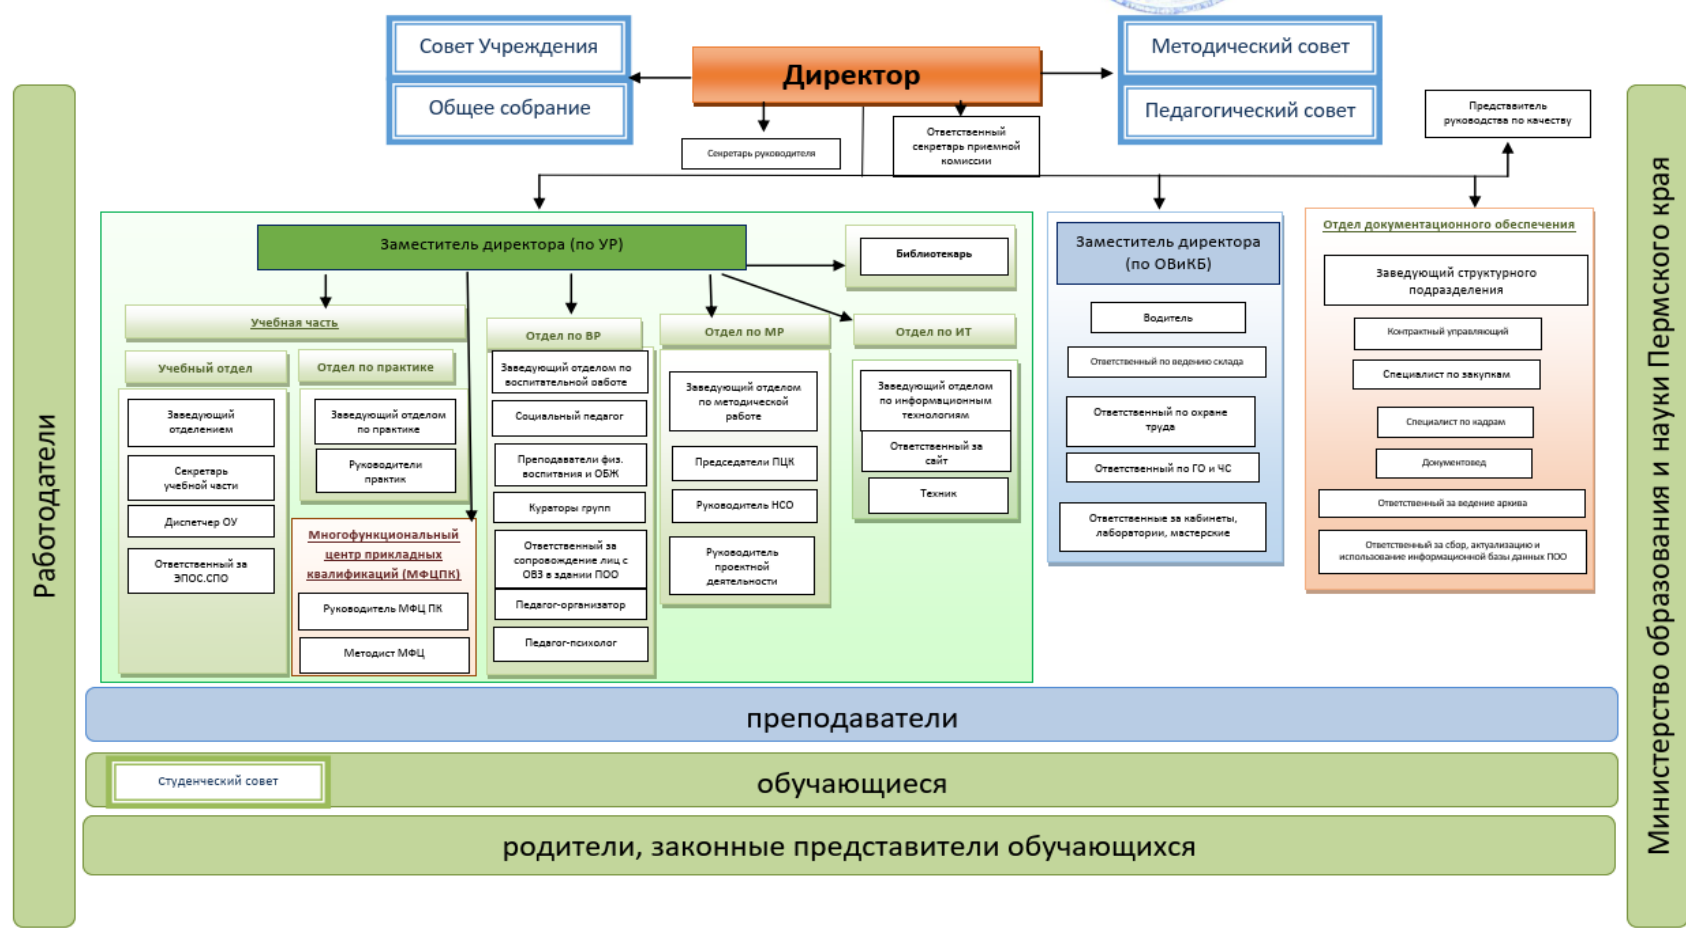 Совет Учреждения
Общее собрание
Директор
Методический совет
Педагогический совет
Секретарь руководителя
Ответственный
секретарь приемной
комиссии
Представитель
руководства по качеству
Работодатели
Министерство образования и науки Пермского края
Заместитель директора (по УР)
Библиотекарь
Учебная часть
Учебный отдел
Заведующий
отделением
Секретарь
учебной части
Диспетчер ОУ
Ответственный за
ЭПОС.СПО
Отдел по практике
Заведующий отделом
по практике
Руководители
практик
Многофункциональный
центр прикладных
квалификаций (МФЦПК)
Руководитель МФЦ ПК
Методист МФЦ
Отдел по ВР
Заведующий отделом по
воспитательной работе
Социальный педагог
Преподаватели физ.
воспитания и ОБЖ
Кураторы групп
Ответственный за
сопровождение лиц с
ОВЗ в здании ПОО
Педагог-организатор
Педагог-психолог
Отдел по МР
Заведующий отделом
по методической
работе
Председатели ПЦК
Руководитель НСО
Руководитель
проектной
деятельности
Отдел по ИТ
Заведующий отделом
по информационным
технологиям
Ответственный за
сайт
Техник
Заместитель директора
(по ОВиКБ)
Водитель
Ответственный по ведению склада
Ответственный по охране
труда
Ответственный по ГО и ЧС
Ответственные за кабинеты,
лаборатории, мастерские
Отдел документационного обеспечения
Заведующий структурного
подразделения
Контрактный управляющий
Специалист по закупкам
Специалист по кадрам
Документовед
Ответственный за ведение архива
Ответственный за сбор, актуализацию и
использование информационной базы данных ПОО
преподаватели
Студенческий совет
обучающиеся
родители, законные представители обучающихся